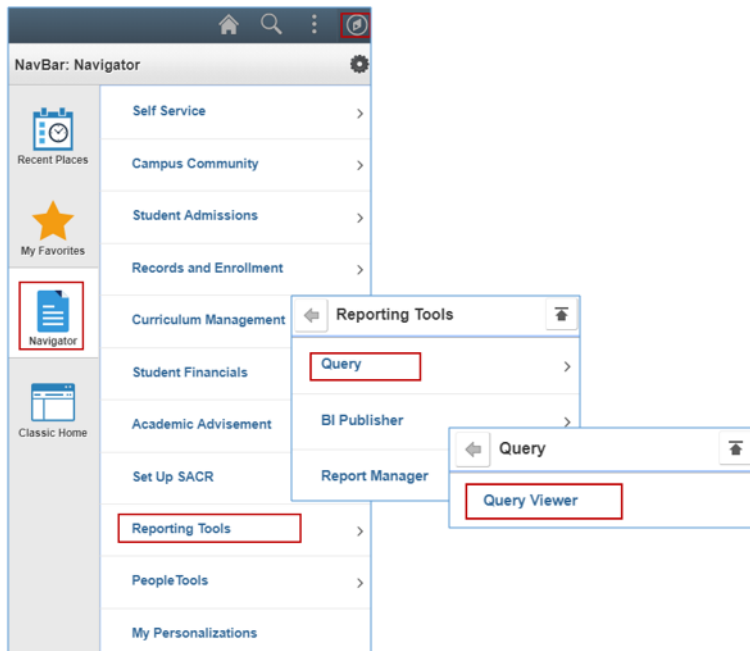 NavBar: Navigator
Recent Places
My Favorites
Navigator
Classic Home
Self Service
Campus Community
Student Admissions
Records and Enrollment
Curriculum Management
Student Financials
Academic Advisement
Set Up SACR
Reporting Tools
PeopleTools
My Personalizations
Reporting Tools
Query
BI Publisher
Report Manager
Query
Query Viewer